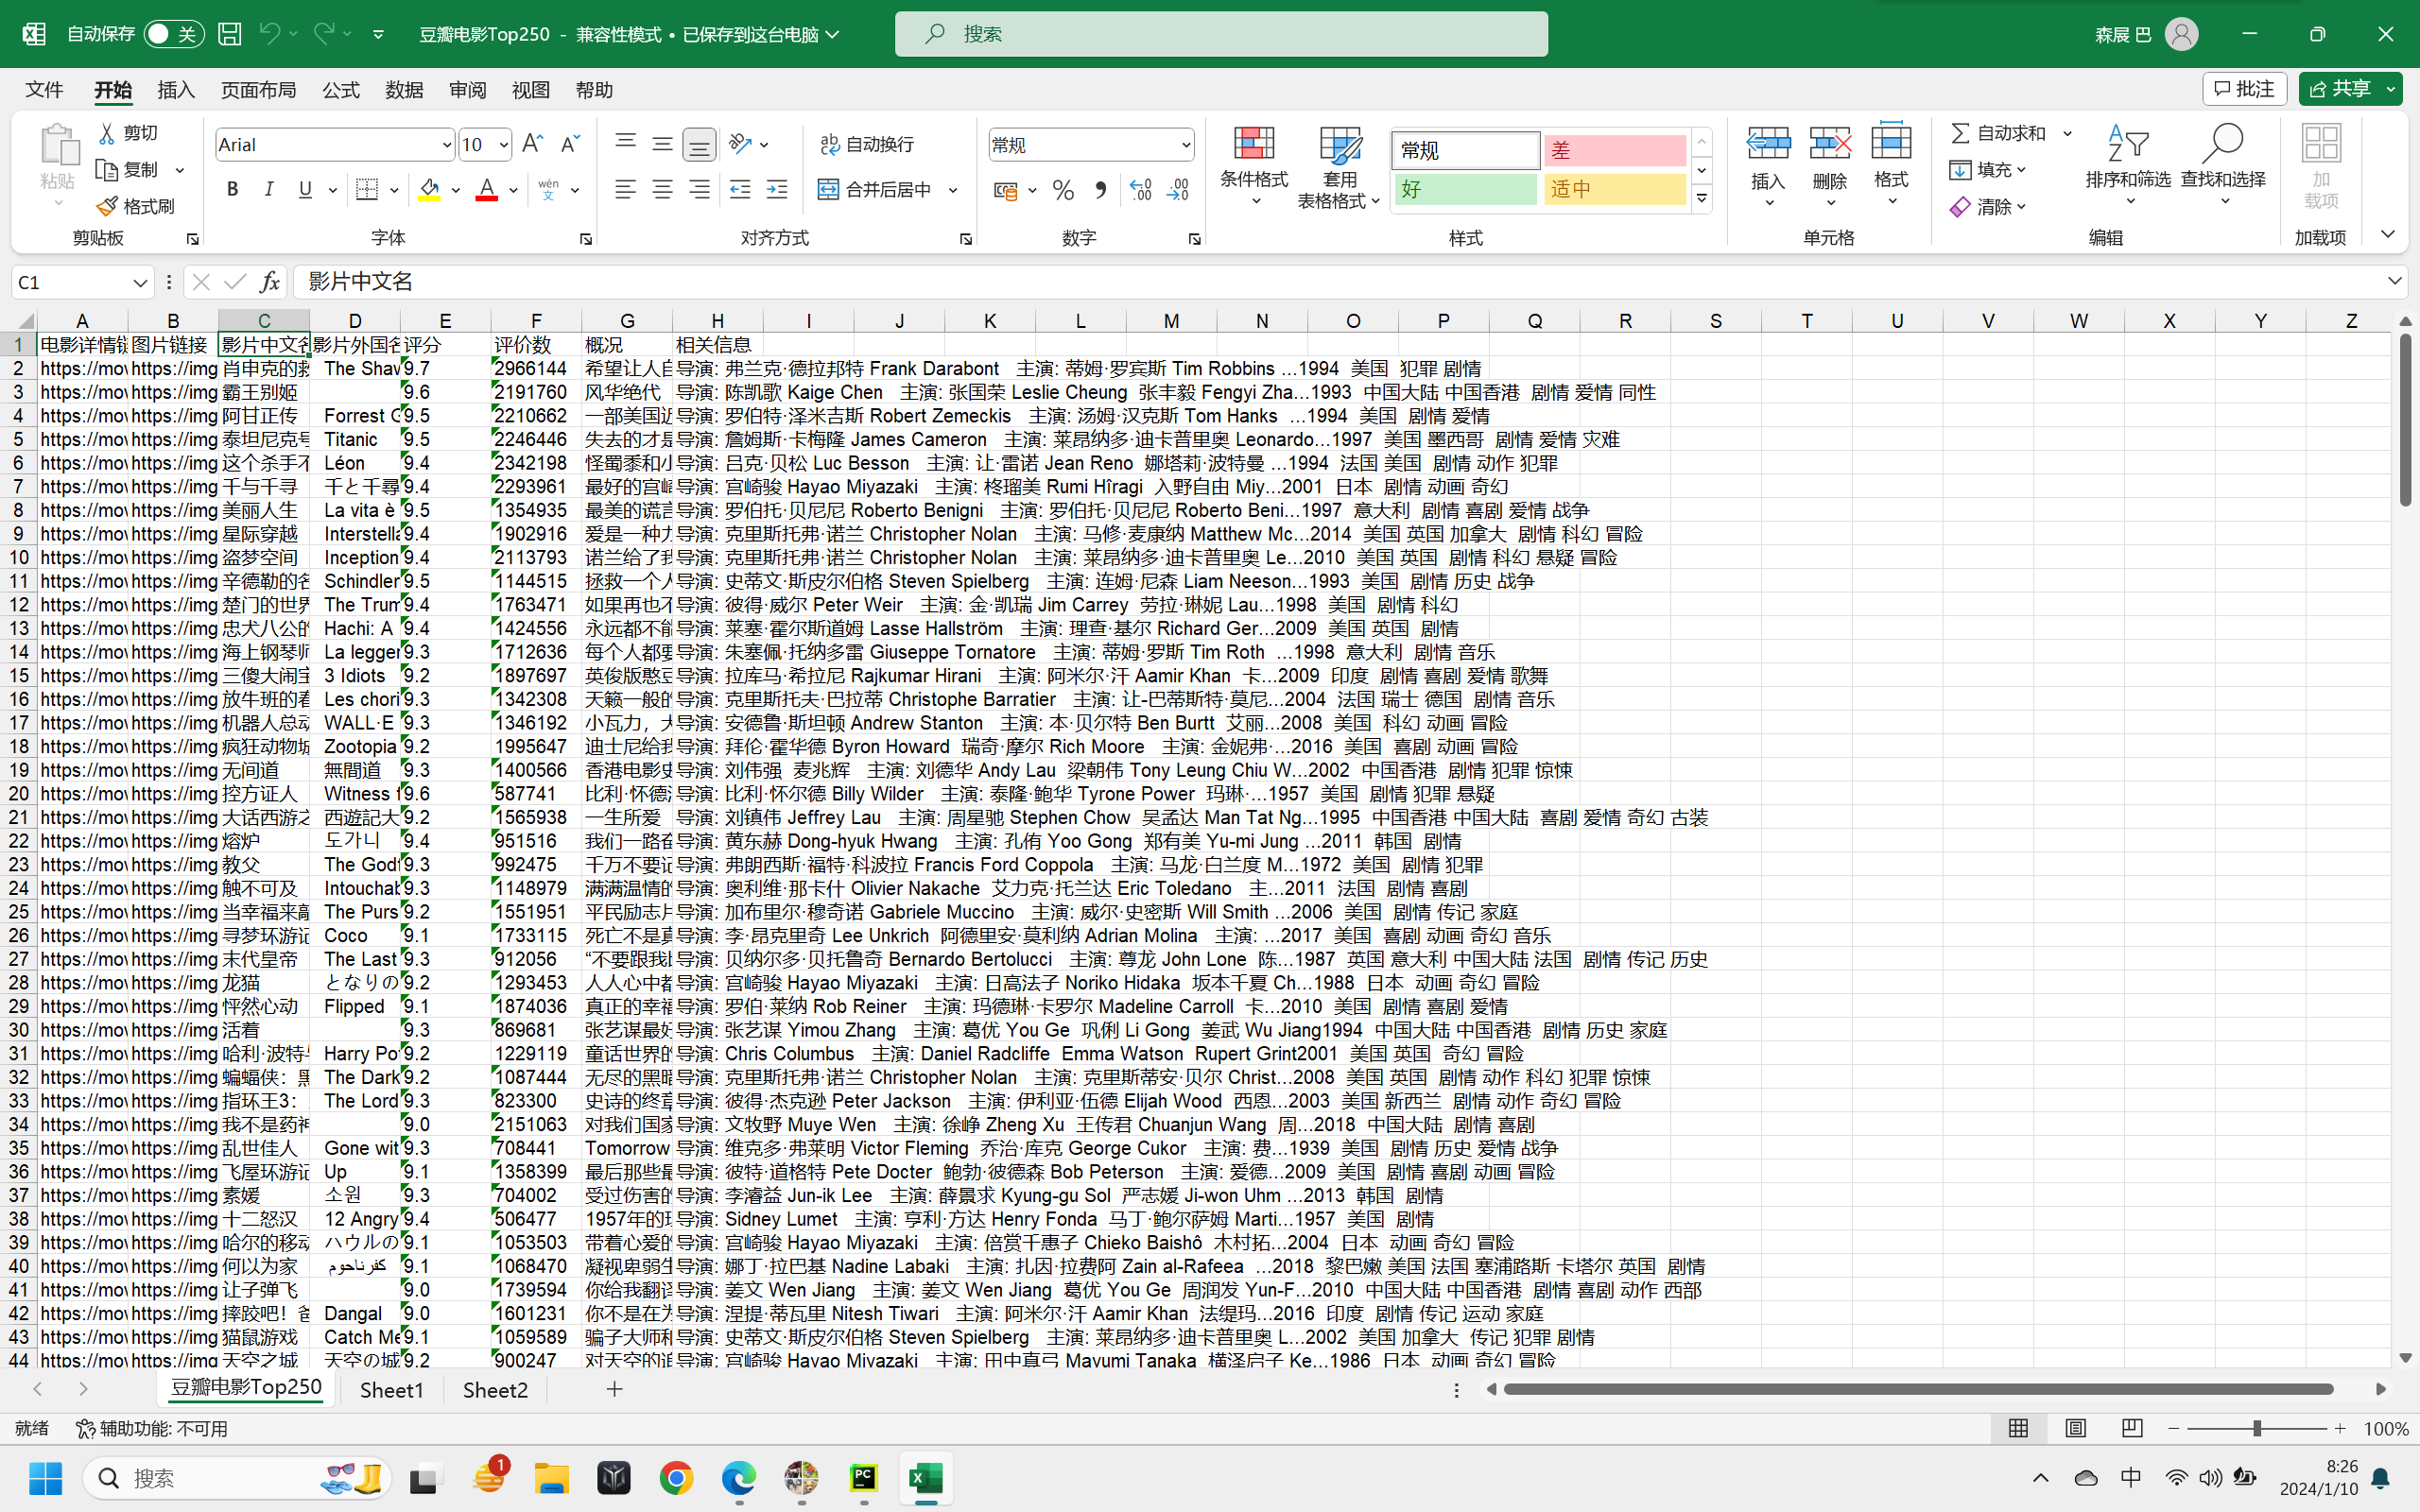 自动保存 关 豆瓣电影Top250 - 兼容性模式 • 已保存到这台电脑 搜索 森展 巴
文件 开始 插入 页面布局 公式 数据 审阅 视图 帮助 批注 共享
粘贴 剪切 复制 格式刷 剪贴板
Arial 10 B I U wén 文 A 字体
自动换行 合并后居中 对齐方式
常规 % 数字
条件格式 套用 表格格式 常规 差 好 适中 样式
插入 删除 格式 单元格
自动求和 填充 清除 排序和筛选 查找和选择 编辑
加载项 加载项
C1 fx 影片中文名
A B C D E F G H I J K L M N O P Q R S T U V W X Y Z
1 电影详情链 图片链接 影片中文名 影片外国名 评分 评价数 概况 相关信息
2 https://mov https://img 肖申克的救 The Shaw 9.7 2966144 希望让人自 导演: 弗兰克·德拉邦特 Frank Darabont 主演: 蒂姆·罗宾斯 Tim Robbins ...1994 美国 犯罪 剧情
3 https://mov https://img 霸王别姬 9.6 2191760 风华绝代 导演: 陈凯歌 Kaige Chen 主演: 张国荣 Leslie Cheung 张丰毅 Fengyi Zha...1993 中国大陆 中国香港 剧情 爱情 同性
4 https://mov https://img 阿甘正传 Forrest G 9.5 2210662 一部美国近 导演: 罗伯特·泽米吉斯 Robert Zemeckis 主演: 汤姆·汉克斯 Tom Hanks ...1994 美国 剧情 爱情
5 https://mov https://img 泰坦尼克号 Titanic 9.5 2246446 失去的才是 导演: 詹姆斯·卡梅隆 James Cameron 主演: 莱昂纳多·迪卡普里奥 Leonardo...1997 美国 墨西哥 剧情 爱情 灾难
6 https://mov https://img 这个杀手不 Léon 9.4 2342198 怪蜀黍和小 导演: 吕克·贝松 Luc Besson 主演: 让·雷诺 Jean Reno 娜塔莉·波特曼 ...1994 法国 美国 剧情 动作 犯罪
7 https://mov https://img 千与千寻 千と千尋 9.4 2293961 最好的宫崎 导演: 宫崎骏 Hayao Miyazaki 主演: 柊瑠美 Rumi Hîragi 入野自由 Miy...2001 日本 剧情 动画 奇幻
8 https://mov https://img 美丽人生 La vita è 9.5 1354935 最美的谎言 导演: 罗伯托·贝尼尼 Roberto Benigni 主演: 罗伯托·贝尼尼 Roberto Beni...1997 意大利 剧情 喜剧 爱情 战争
9 https://mov https://img 星际穿越 Interstella 9.4 1902916 爱是一种力 导演: 克里斯托弗·诺兰 Christopher Nolan 主演: 马修·麦康纳 Matthew Mc...2014 美国 英国 加拿大 剧情 科幻 冒险
10 https://mov https://img 盗梦空间 Inception 9.4 2113793 诺兰给了我 导演: 克里斯托弗·诺兰 Christopher Nolan 主演: 莱昂纳多·迪卡普里奥 Le...2010 美国 英国 剧情 科幻 悬疑 冒险
11 https://mov https://img 辛德勒的名 Schindler 9.5 1144515 拯救一个人 导演: 史蒂文·斯皮尔伯格 Steven Spielberg 主演: 连姆·尼森 Liam Neeson...1993 美国 剧情 历史 战争
12 https://mov https://img 楚门的世界 The Trum 9.4 1763471 如果再也不 导演: 彼得·威尔 Peter Weir 主演: 金·凯瑞 Jim Carrey 劳拉·琳妮 Lau...1998 美国 剧情 科幻
13 https://mov https://img 忠犬八公的 Hachi: A 9.4 1424556 永远都不能 导演: 莱塞·霍尔斯道姆 Lasse Hallström 主演: 理查·基尔 Richard Ger...2009 美国 英国 剧情
14 https://mov https://img 海上钢琴师 La legger 9.3 1712636 每个人都要 导演: 朱塞佩·托纳多雷 Giuseppe Tornatore 主演: 蒂姆·罗斯 Tim Roth ...1998 意大利 剧情 音乐
15 https://mov https://img 三傻大闹宝 3 Idiots 9.2 1897697 英俊版憨豆 导演: 拉库马·希拉尼 Rajkumar Hirani 主演: 阿米尔·汗 Aamir Khan 卡...2009 印度 剧情 喜剧 爱情 歌舞
16 https://mov https://img 放牛班的春 Les chori 9.3 1342308 天籁一般的 导演: 克里斯托夫·巴拉蒂 Christophe Barratier 主演: 让-巴蒂斯特·莫尼...2004 法国 瑞士 德国 剧情 音乐
17 https://mov https://img 机器人总动 WALL·E 9.3 1346192 小瓦力，大 导演: 安德鲁·斯坦顿 Andrew Stanton 主演: 本·贝尔特 Ben Burtt 艾丽...2008 美国 科幻 动画 冒险
18 https://mov https://img 疯狂动物城 Zootopia 9.2 1995647 迪士尼给我 导演: 拜伦·霍华德 Byron Howard 瑞奇·摩尔 Rich Moore 主演: 金妮弗·...2016 美国 喜剧 动画 冒险
19 https://mov https://img 无间道 無間道 9.3 1400566 香港电影史 导演: 刘伟强 麦兆辉 主演: 刘德华 Andy Lau 梁朝伟 Tony Leung Chiu W...2002 中国香港 剧情 犯罪 惊悚
20 https://mov https://img 控方证人 Witness f 9.6 587741 比利·怀德满 导演: 比利·怀尔德 Billy Wilder 主演: 泰隆·鲍华 Tyrone Power 玛琳·...1957 美国 剧情 犯罪 悬疑
21 https://mov https://img 大话西游之 西遊記大 9.2 1565938 一生所爱 导演: 刘镇伟 Jeffrey Lau 主演: 周星驰 Stephen Chow 吴孟达 Man Tat Ng...1995 中国香港 中国大陆 喜剧 爱情 奇幻 古装
22 https://mov https://img 熔炉 도가니 9.4 951516 我们一路奋 导演: 黄东赫 Dong-hyuk Hwang 主演: 孔侑 Yoo Gong 郑有美 Yu-mi Jung ...2011 韩国 剧情
23 https://mov https://img 教父 The Godf 9.3 992475 千万不要记 导演: 弗朗西斯·福特·科波拉 Francis Ford Coppola 主演: 马龙·白兰度 M...1972 美国 剧情 犯罪
24 https://mov https://img 触不可及 Intouchab 9.3 1148979 满满温情的 导演: 奥利维·那卡什 Olivier Nakache 艾力克·托兰达 Eric Toledano 主...2011 法国 剧情 喜剧
25 https://mov https://img 当幸福来敲 The Purs 9.2 1551951 平民励志片 导演: 加布里尔·穆奇诺 Gabriele Muccino 主演: 威尔·史密斯 Will Smith ...2006 美国 剧情 传记 家庭
26 https://mov https://img 寻梦环游记 Coco 9.1 1733115 死亡不是真 导演: 李·昂克里奇 Lee Unkrich 阿德里安·莫利纳 Adrian Molina 主演: ...2017 美国 喜剧 动画 奇幻 音乐
27 https://mov https://img 末代皇帝 The Last 9.3 912056 “不要跟我比 导演: 贝纳尔多·贝托鲁奇 Bernardo Bertolucci 主演: 尊龙 John Lone 陈...1987 英国 意大利 中国大陆 法国 剧情 传记 历史
28 https://mov https://img 龙猫 となりの 9.2 1293453 人人心中都 导演: 宫崎骏 Hayao Miyazaki 主演: 日高法子 Noriko Hidaka 坂本千夏 Ch...1988 日本 动画 奇幻 冒险
29 https://mov https://img 怦然心动 Flipped 9.1 1874036 真正的幸福 导演: 罗伯·莱纳 Rob Reiner 主演: 玛德琳·卡罗尔 Madeline Carroll 卡...2010 美国 剧情 喜剧 爱情
30 https://mov https://img 活着 9.3 869681 张艺谋最好 导演: 张艺谋 Yimou Zhang 主演: 葛优 You Ge 巩俐 Li Gong 姜武 Wu Jiang1994 中国大陆 中国香港 剧情 历史 家庭
31 https://mov https://img 哈利·波特与 Harry Pot 9.2 1229119 童话世界的 导演: Chris Columbus 主演: Daniel Radcliffe Emma Watson Rupert Grint2001 美国 英国 奇幻 冒险
32 https://mov https://img 蝙蝠侠：黑 The Dark 9.2 1087444 无尽的黑暗 导演: 克里斯托弗·诺兰 Christopher Nolan 主演: 克里斯蒂安·贝尔 Christ...2008 美国 英国 剧情 动作 科幻 犯罪 惊悚
33 https://mov https://img 指环王3： The Lord 9.3 823300 史诗的终章 导演: 彼得·杰克逊 Peter Jackson 主演: 伊利亚·伍德 Elijah Wood 西恩...2003 美国 新西兰 剧情 动作 奇幻 冒险
34 https://mov https://img 我不是药神 9.0 2151063 对我们国家 导演: 文牧野 Muye Wen 主演: 徐峥 Zheng Xu 王传君 Chuanjun Wang 周...2018 中国大陆 剧情 喜剧
35 https://mov https://img 乱世佳人 Gone wit 9.3 708441 Tomorrow 导演: 维克多·弗莱明 Victor Fleming 乔治·库克 George Cukor 主演: 费...1939 美国 剧情 历史 爱情 战争
36 https://mov https://img 飞屋环游记 Up 9.1 1358399 最后那些最 导演: 彼特·道格特 Pete Docter 鲍勃·彼德森 Bob Peterson 主演: 爱德...2009 美国 剧情 喜剧 动画 冒险
37 https://mov https://img 素媛 소원 9.3 704002 受过伤害的 导演: 李濬益 Jun-ik Lee 主演: 薛景求 Kyung-gu Sol 严志媛 Ji-won Uhm ...2013 韩国 剧情
38 https://mov https://img 十二怒汉 12 Angry 9.4 506477 1957年的理 导演: Sidney Lumet 主演: 亨利·方达 Henry Fonda 马丁·鲍尔萨姆 Marti...1957 美国 剧情
39 https://mov https://img 哈尔的移动 ハウルの 9.1 1053503 带着心爱的 导演: 宫崎骏 Hayao Miyazaki 主演: 倍赏千惠子 Chieko Baishô 木村拓...2004 日本 动画 奇幻 冒险
40 https://mov https://img 何以为家 كفرناحوم 9.1 1068470 凝视卑弱生 导演: 娜丁·拉巴基 Nadine Labaki 主演: 扎因·拉费阿 Zain al-Rafeea ...2018 黎巴嫩 美国 法国 塞浦路斯 卡塔尔 英国 剧情
41 https://mov https://img 让子弹飞 9.0 1739594 你给我翻译 导演: 姜文 Wen Jiang 主演: 姜文 Wen Jiang 葛优 You Ge 周润发 Yun-F...2010 中国大陆 中国香港 剧情 喜剧 动作 西部
42 https://mov https://img 摔跤吧！爸 Dangal 9.0 1601231 你不是在为 导演: 涅提·蒂瓦里 Nitesh Tiwari 主演: 阿米尔·汗 Aamir Khan 法缇玛...2016 印度 剧情 传记 运动 家庭
43 https://mov https://img 猫鼠游戏 Catch Me 9.1 1059589 骗子大师和 导演: 史蒂文·斯皮尔伯格 Steven Spielberg 主演: 莱昂纳多·迪卡普里奥 L...2002 美国 加拿大 传记 犯罪 剧情
44 https://mov https://img 天空之城 天空の城 9.2 900247 对天空的追 导演: 宫崎骏 Hayao Miyazaki 主演: 田中真弓 Mayumi Tanaka 横泽启子 Ke...1986 日本 动画 奇幻 冒险
豆瓣电影Top250 Sheet1 Sheet2
就绪 辅助功能: 不可用 100%
搜索 1 PC 中 8:26
2024/1/10